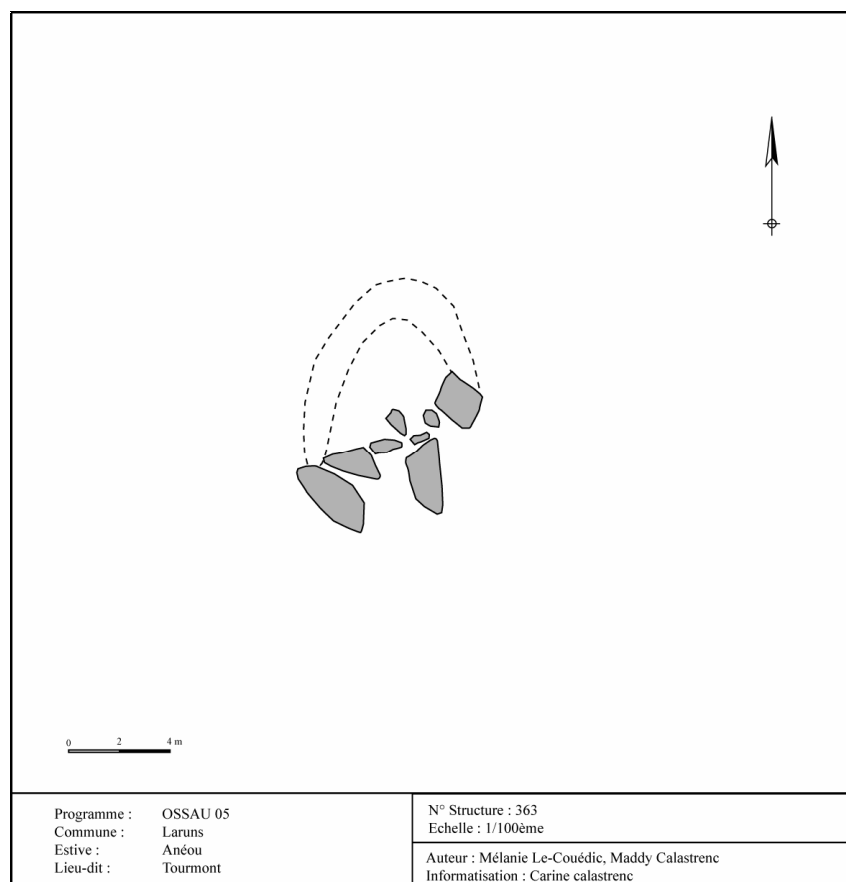 0 2 4 m
Programme : OSSAU 05
Commune : Laruns
Estive : Anéou
Lieu-dit : Tourmont
N° Structure : 363
Echelle : 1/100ème
Auteur : Mélanie Le-Couédic, Maddy Calastrenc
Informatisation : Carine calastrenc